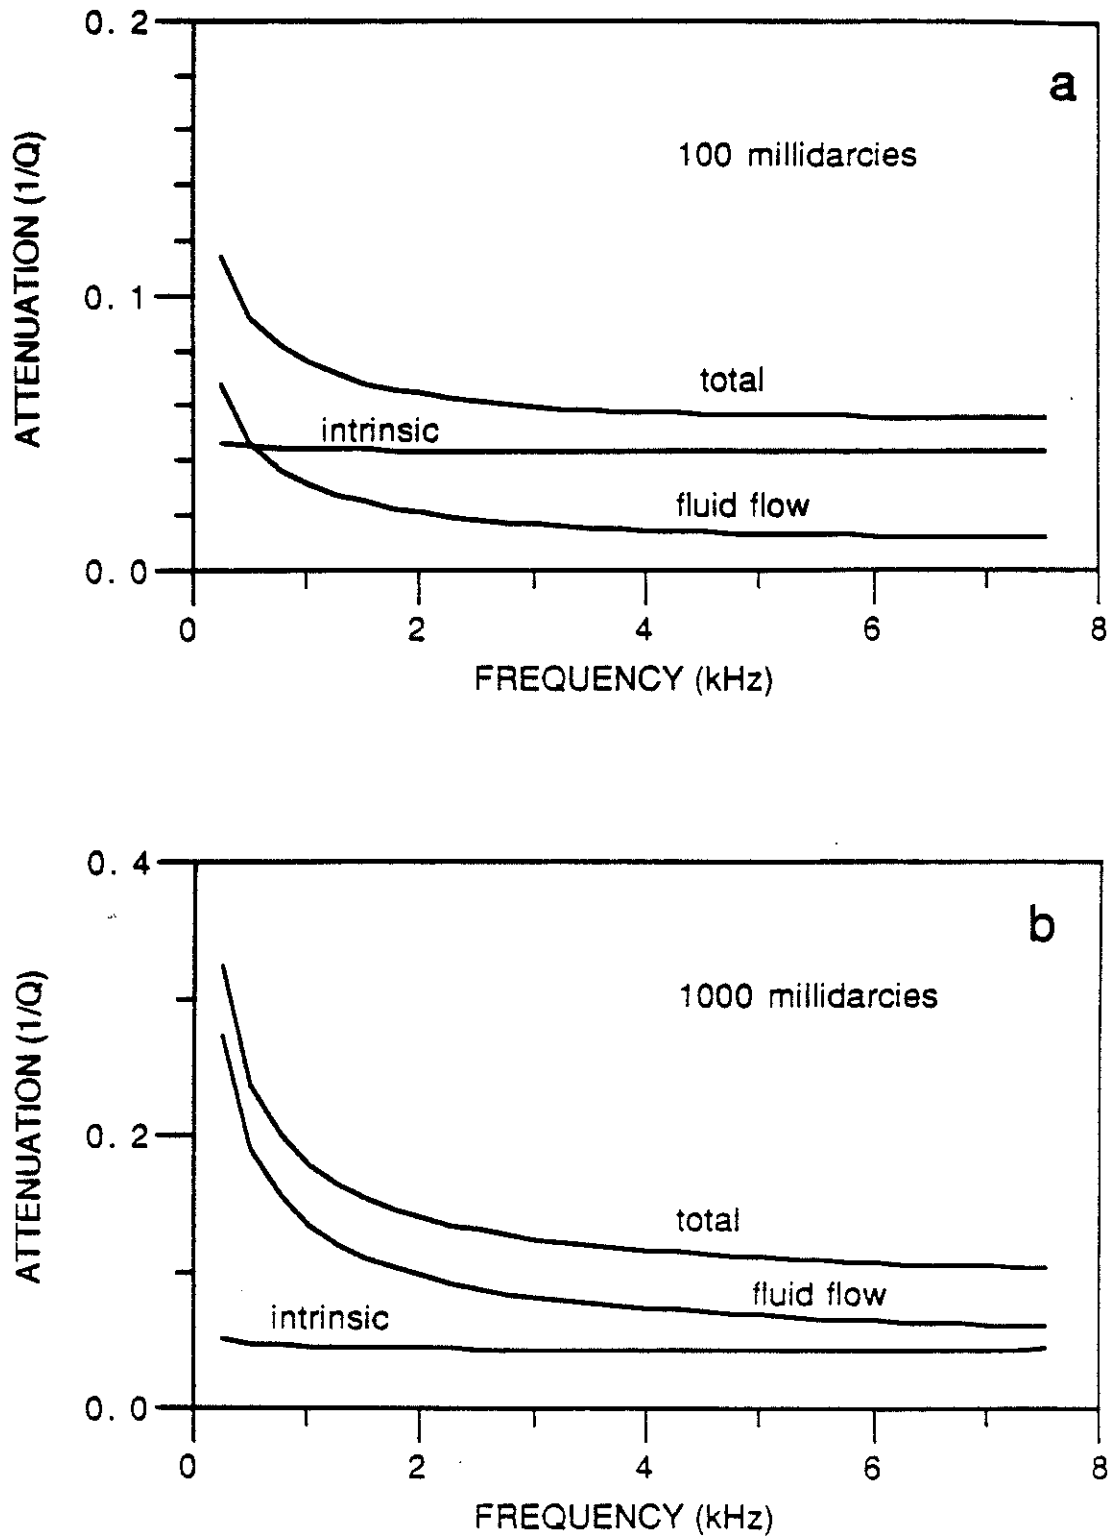 0. 2
a
100 millidarcies
ATTENUATION (1/Q)
0. 1
total
intrinsic
fluid flow
0. 0
0 2 4 6 8
FREQUENCY (kHz)
0. 4
b
1000 millidarcies
ATTENUATION (1/Q)
0. 2
total
fluid flow
intrinsic
0. 0
0 2 4 6 8
FREQUENCY (kHz)